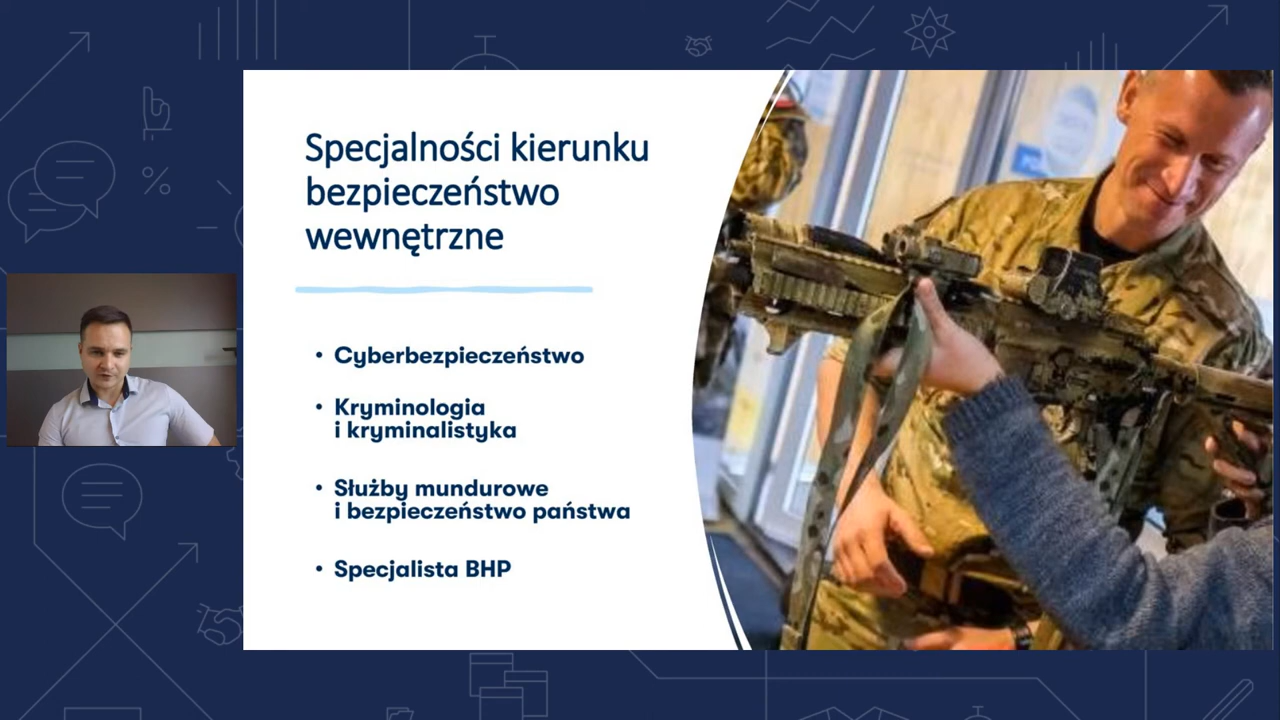 Specjalności kierunku
bezpieczeństwo
wewnętrzne
• Cyberbezpieczeństwo
• Kryminologia
i kryminalistyka
• Służby mundurowe
i bezpieczeństwo państwa
• Specjalista BHP
%